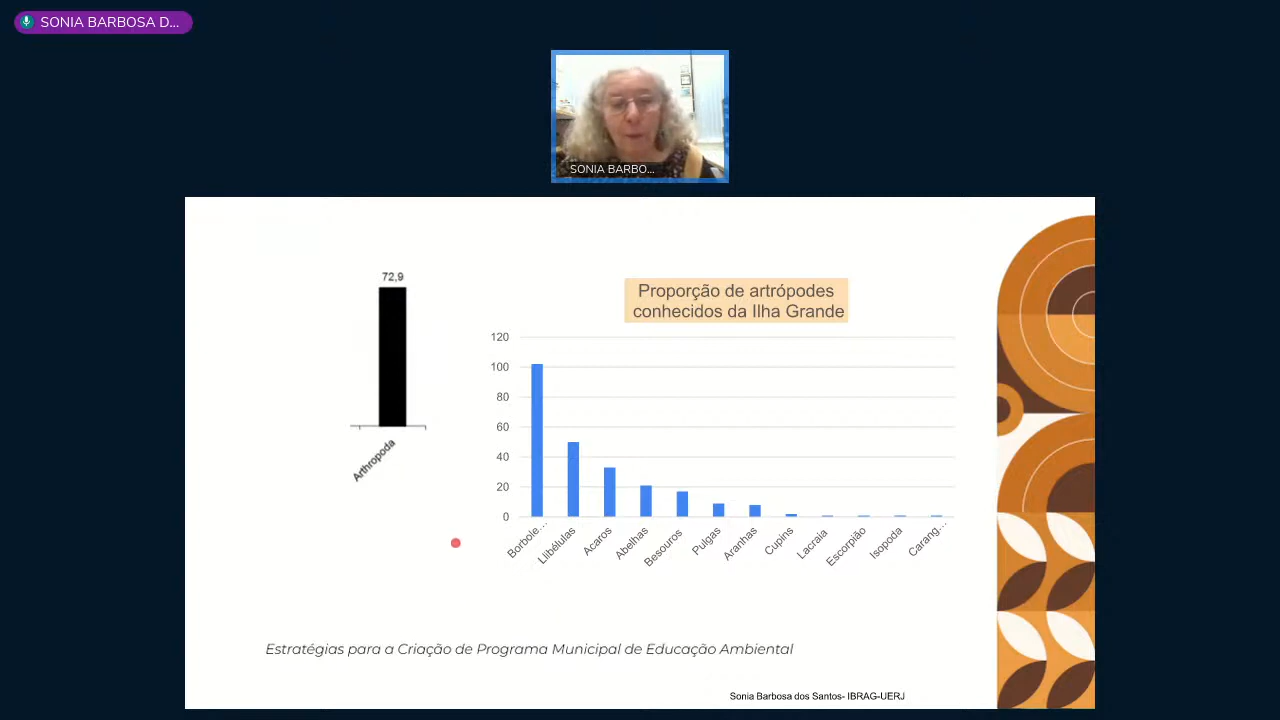 SONIA BARBOSA D...
SONIA BARBO...
72,9
Arthropoda
Proporção de artrópodes
conhecidos da Ilha Grande
120
100
80
60
40
20
0
Borbole...
Llibélulas
Acaros
Abelhas
Besouros
Pulgas
Aranhas
Cupins
Lacraia
Escorpião
Isopoda
Carang...
Estratégias para a Criação de Programa Municipal de Educação Ambiental
Sonia Barbosa dos Santos- IBRAG-UERJ